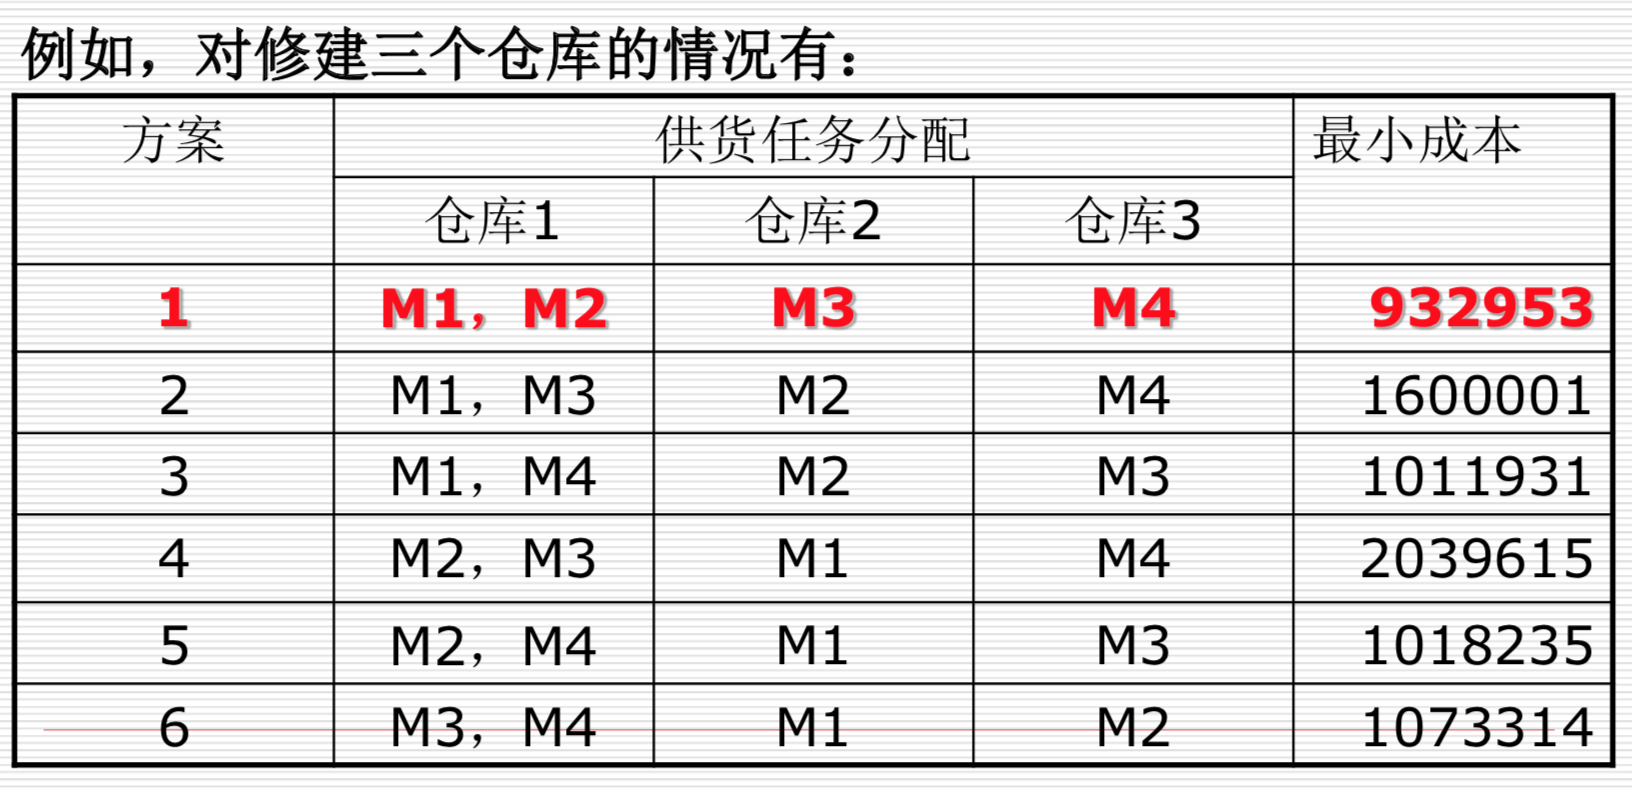 例如，对修建三个仓库的情况有：
方案 供货任务分配 最小成本
仓库1 仓库2 仓库3
1 M1，M2 M3 M4 932953
2 M1，M3 M2 M4 1600001
3 M1，M4 M2 M3 1011931
4 M2，M3 M1 M4 2039615
5 M2，M4 M1 M3 1018235
6 M3，M4 M1 M2 1073314